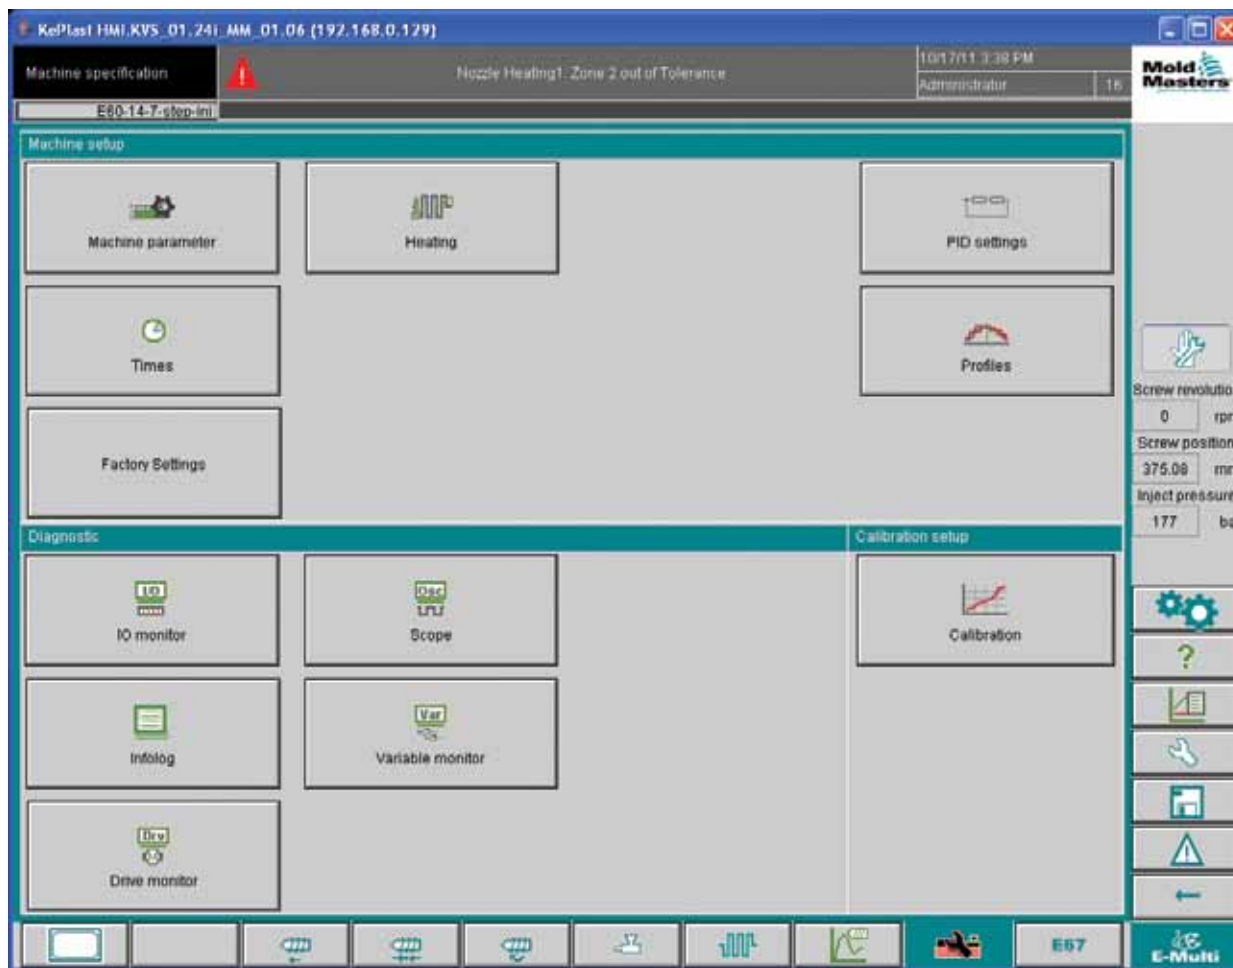 KePlast HMI.KVS_01.24i_MM_01.06 (192.168.0.129)
Machine specification
Nozzle Heating1. Zone 2 out of Tolerance
10/17/11 3:38 PM
Administrator
16
Mold
Masters
E60-14-7-step-ini
Machine setup
Machine parameter
Heating
PID settings
Times
Profiles
Factory Settings
Screw revolutio
0 rpr
Screw position
375.08 mr
Inject pressure
177 ba
Diagnostic
Calibration setup
I/O
IO monitor
Osc
Scope
Calibration
Infolog
Var
Variable monitor
Drv
Drive monitor
?
E67
E-Multi